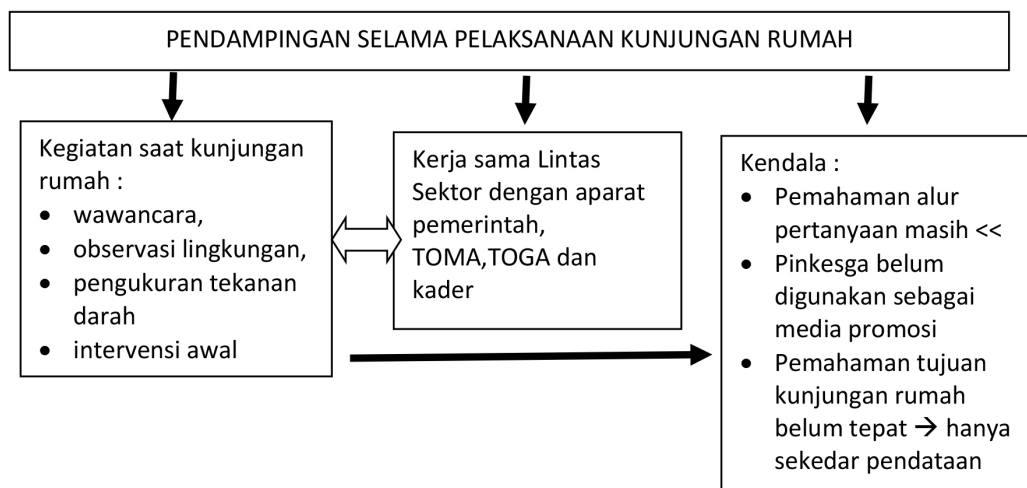 PENDAMPINGAN SELAMA PELAKSANAAN KUNJUNGAN RUMAH
Kegiatan saat kunjungan
rumah :
• wawancara,
• observasi lingkungan,
• pengukuran tekanan
darah
• intervensi awal
Kerja sama Lintas
Sektor dengan aparat
pemerintah,
TOMA,TOGA dan
kader
Kendala :
• Pemahaman alur
pertanyaan masih <<
• Pinkesga belum
digunakan sebagai
media promosi
• Pemahaman tujuan
kunjungan rumah
belum tepat → hanya
sekedar pendataan